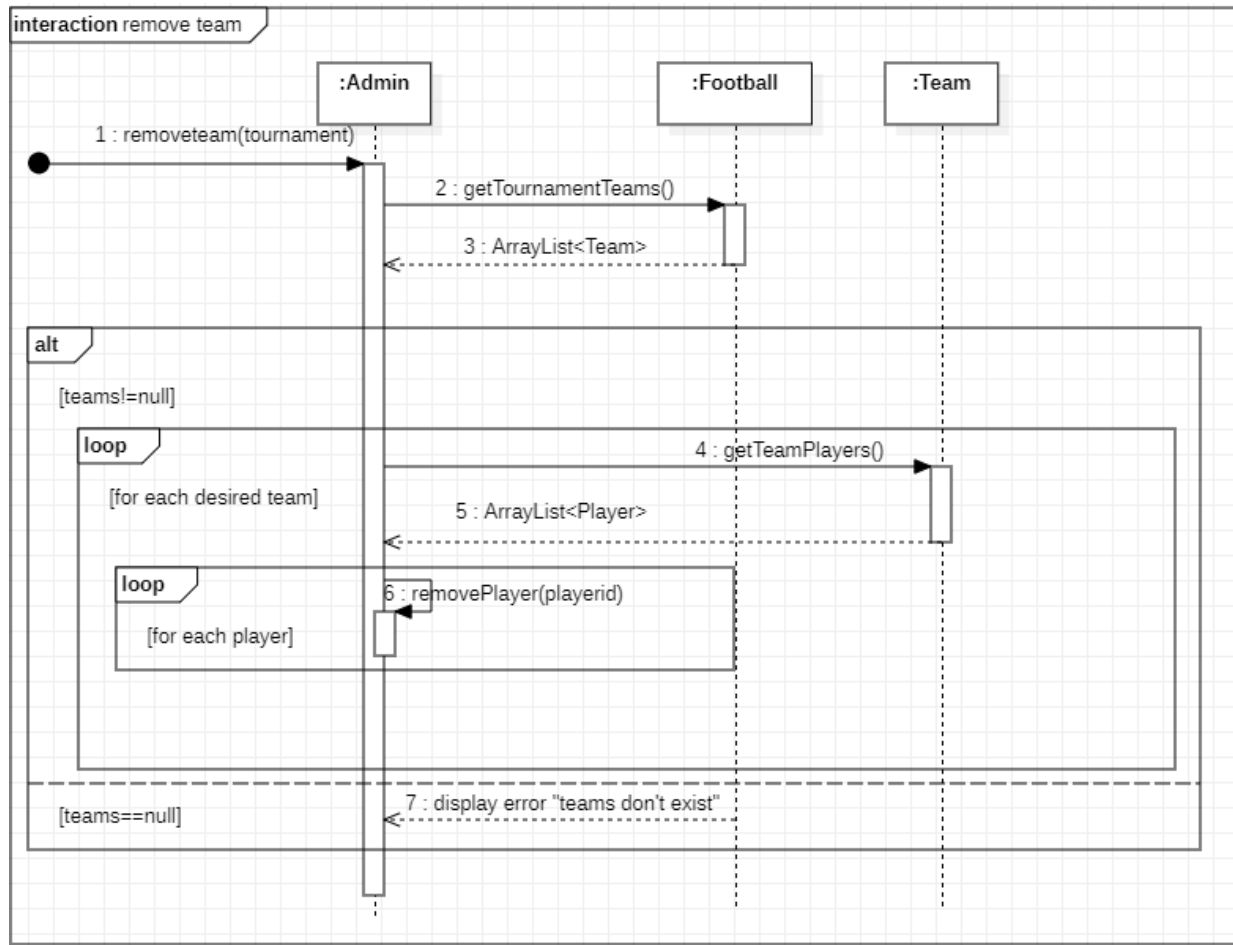 interaction remove team
:Admin
:Football
:Team
1 : removeteam(tournament)
2 : getTournamentTeams()
3 : ArrayList<Team>
alt
[teams!=null]
loop
4 : getTeamPlayers()
[for each desired team]
5 : ArrayList<Player>
loop
6 : removePlayer(playerid)
[for each player]
7 : display error "teams don't exist"
[teams==null]